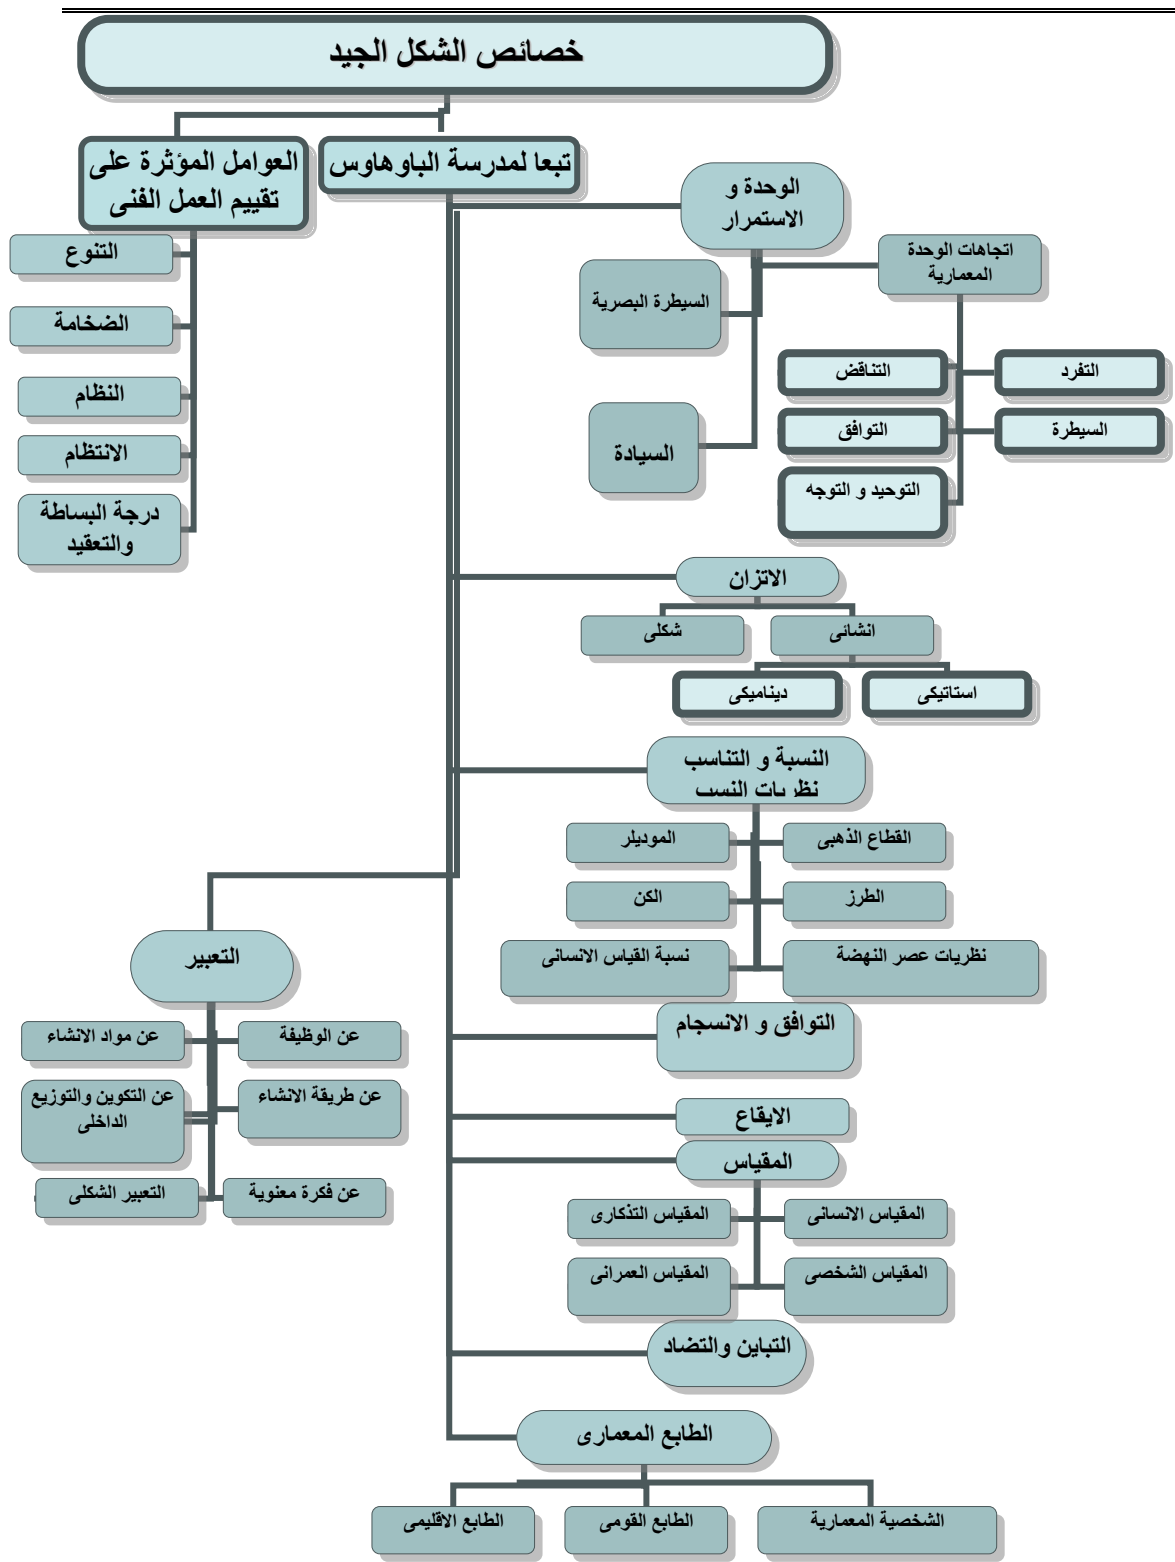 خصائص الشكل الجيد
تبعا لمدرسة الباوهاوس
العوامل المؤثرة على
تقييم العمل الفنى
التنوع
الضخامة
النظام
الانتظام
درجة البساطة
والتعقيد
الوحدة و
الاستمرار
اتجاهات الوحدة
المعمارية
السيطرة البصرية
السيادة
التفرد
التناقض
السيطرة
التوافق
التوحيد و التوجه
الاتزان
انشائى
شكلى
استاتيكى
ديناميكى
النسبة و التناسب
نظريات النسب
القطاع الذهبى
الموديلر
الطرز
الكن
نظريات عصر النهضة
نسبة القياس الانسانى
التوافق و الانسجام
الايقاع
المقياس
المقياس الانسانى
المقياس التذكارى
المقياس الشخصى
المقياس العمرانى
التباين والتضاد
الطابع المعمارى
الشخصية المعمارية
الطابع القومى
الطابع الاقليمى
التعبير
عن الوظيفة
عن مواد الانشاء
عن طريقة الانشاء
عن التكوين والتوزيع
الداخلى
عن فكرة معنوية
التعبير الشكلى